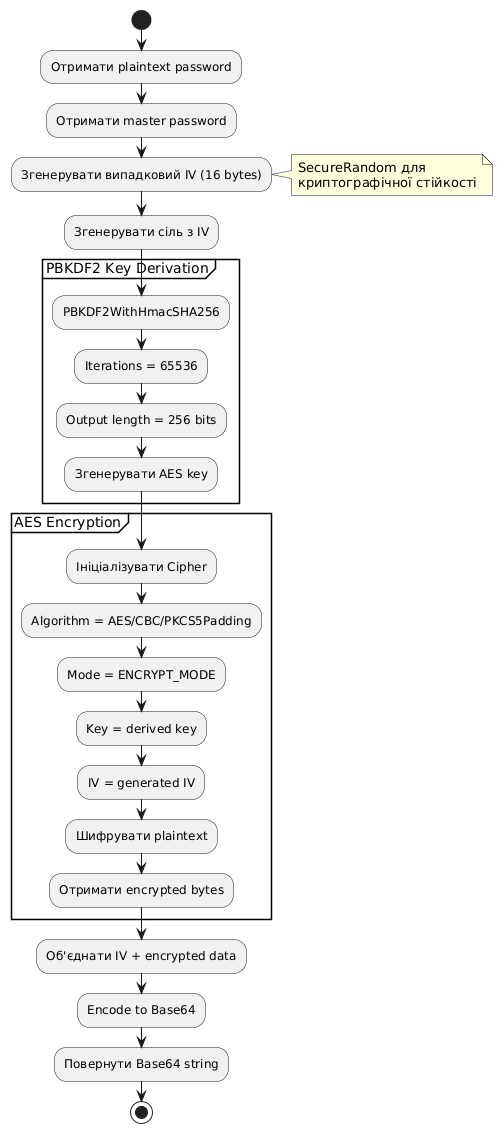 Отримати plaintext password
Отримати master password
Згенерувати випадковий IV (16 bytes)
SecureRandom для
криптографічної стійкості
Згенерувати сіль з IV
PBKDF2 Key Derivation
PBKDF2WithHmacSHA256
Iterations = 65536
Output length = 256 bits
Згенерувати AES key
AES Encryption
Ініціалізувати Cipher
Algorithm = AES/CBC/PKCS5Padding
Mode = ENCRYPT_MODE
Key = derived key
IV = generated IV
Шифрувати plaintext
Отримати encrypted bytes
Об'єднати IV + encrypted data
Encode to Base64
Повернути Base64 string